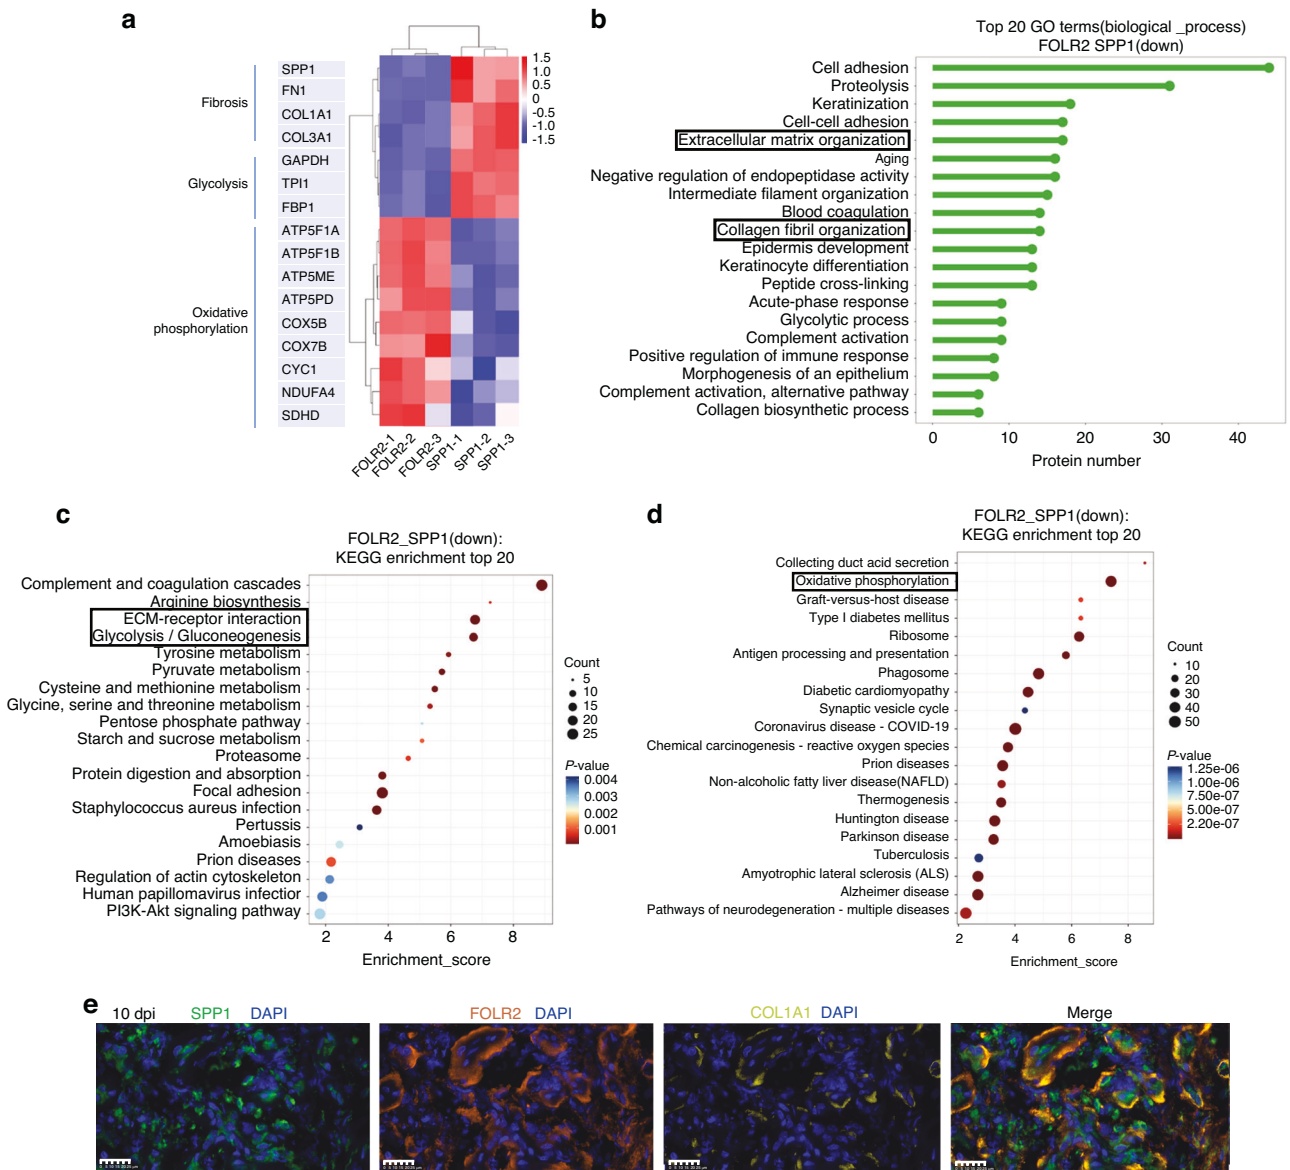 a
Fibrosis
Glycolysis
Oxidative
phosphorylation
SPP1
FN1
COL1A1
COL3A1
GAPDH
TPI1
FBP1
ATP5F1A
ATP5F1B
ATP5ME
ATP5PD
COX5B
COX7B
CYC1
NDUFA4
SDHD
1.5
1.0
0.5
0
-0.5
-1.0
-1.5
FOLR2-1
FOLR2-2
FOLR2-3
SPP1-1
SPP1-2
SPP1-3
b
Top 20 GO terms(biological _process)
FOLR2 SPP1(down)
Cell adhesion
Proteolysis
Keratinization
Cell-cell adhesion
Extracellular matrix organization
Aging
Negative regulation of endopeptidase activity
Intermediate filament organization
Blood coagulation
Collagen fibril organization
Epidermis development
Keratinocyte differentiation
Peptide cross-linking
Acute-phase response
Glycolytic process
Complement activation
Positive regulation of immune response
Morphogenesis of an epithelium
Complement activation, alternative pathway
Collagen biosynthetic process
0 10 20 30 40
Protein number
c
FOLR2_SPP1(down):
KEGG enrichment top 20
Complement and coagulation cascades
Arginine biosynthesis
ECM-receptor interaction
Glycolysis / Gluconeogenesis
Tyrosine metabolism
Pyruvate metabolism
Cysteine and methionine metabolism
Glycine, serine and threonine metabolism
Pentose phosphate pathway
Starch and sucrose metabolism
Proteasome
Protein digestion and absorption
Focal adhesion
Staphylococcus aureus infection
Pertussis
Amoebiasis
Prion diseases
Regulation of actin cytoskeleton
Human papillomavirus infectior
PI3K-Akt signaling pathway
2 4 6 8
Enrichment_score
Count
5
10
15
20
25
P-value
0.004
0.003
0.002
0.001
d
FOLR2_SPP1(down):
KEGG enrichment top 20
Collecting duct acid secretion
Oxidative phosphorylation
Graft-versus-host disease
Type I diabetes mellitus
Ribosome
Antigen processing and presentation
Phagosome
Diabetic cardiomyopathy
Synaptic vesicle cycle
Coronavirus disease - COVID-19
Chemical carcinogenesis - reactive oxygen species
Prion diseases
Non-alcoholic fatty liver disease(NAFLD)
Thermogenesis
Huntington disease
Parkinson disease
Tuberculosis
Amyotrophic lateral sclerosis (ALS)
Alzheimer disease
Pathways of neurodegeneration - multiple diseases
2 4 6 8
Enrichment_score
Count
10
20
30
40
50
P-value
1.25e-06
1.00e-06
7.50e-07
5.00e-07
2.20e-07
e
10 dpi SPP1 DAPI
FOLR2 DAPI
COL1A1 DAPI
Merge